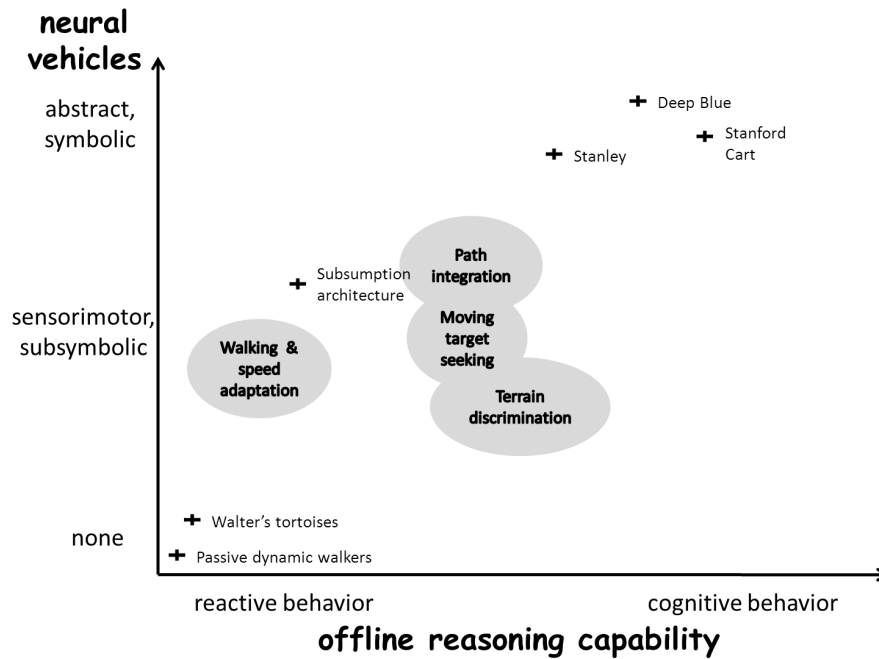 neural
vehicles
abstract,
symbolic
Deep Blue
Stanford
Cart
Stanley
Path
integration
Subsumption
architecture
sensorimotor,
subsymbolic
Moving
target
seeking
Walking &
speed
adaptation
Terrain
discrimination
none
Walter's tortoises
Passive dynamic walkers
reactive behavior
cognitive behavior
offline reasoning capability